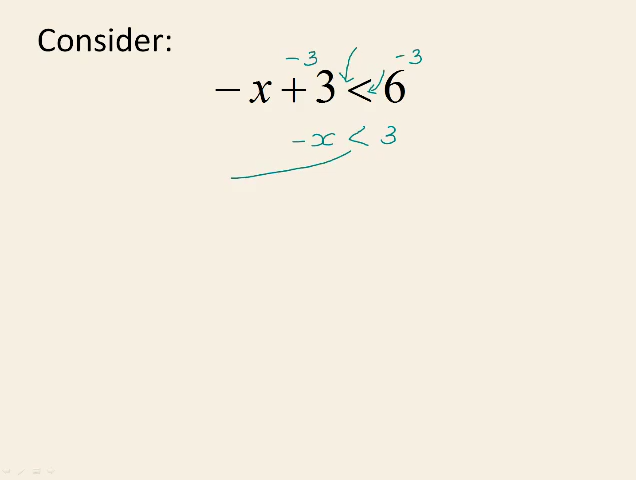 Consider:
-3 -3
− x + 3 < 6
-x < 3